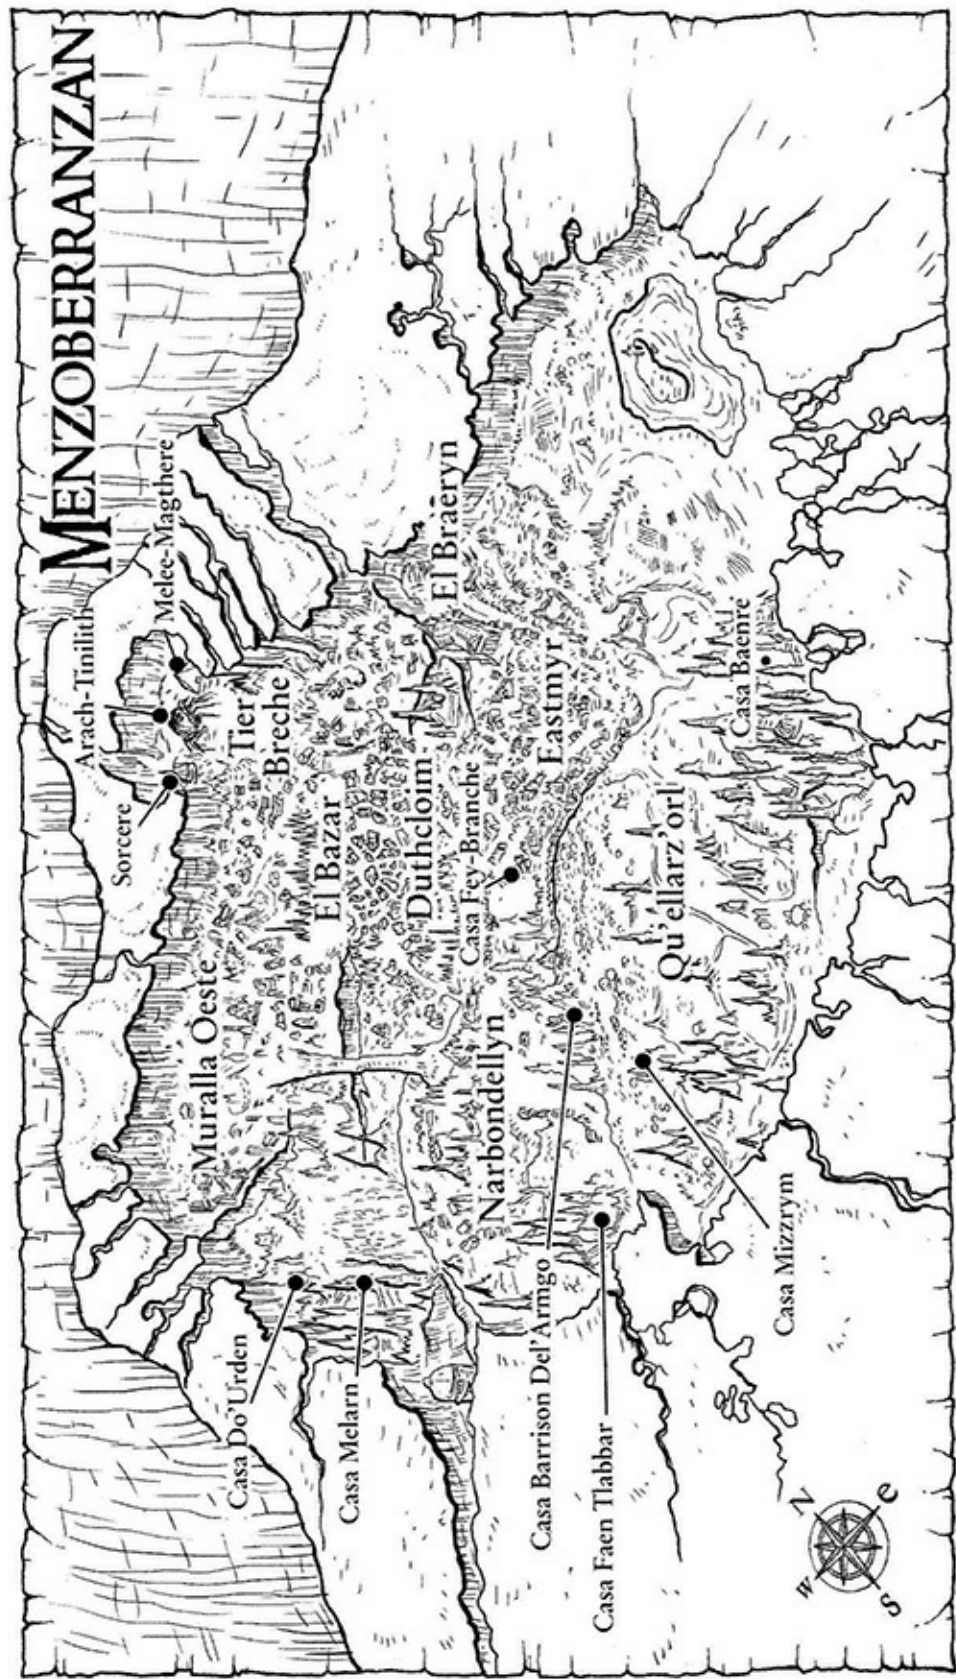 MENZOBERRANZAN
Arach-Tinilith
Melee-Magthere
Sorcere
Tier
Breche
Muralla Oeste
El Bazar
Casa Do'Urden
Duthcloim
El Braeryn
Casa Melarn
Casa Fey-Branche
Narbondellyn
Eastmyr
Casa Barrison Del'Armgo
Casa Faen Tlabbar
Qu'ellarz'orl
Casa Baenre
Casa Mizzrym
N
W
e
S